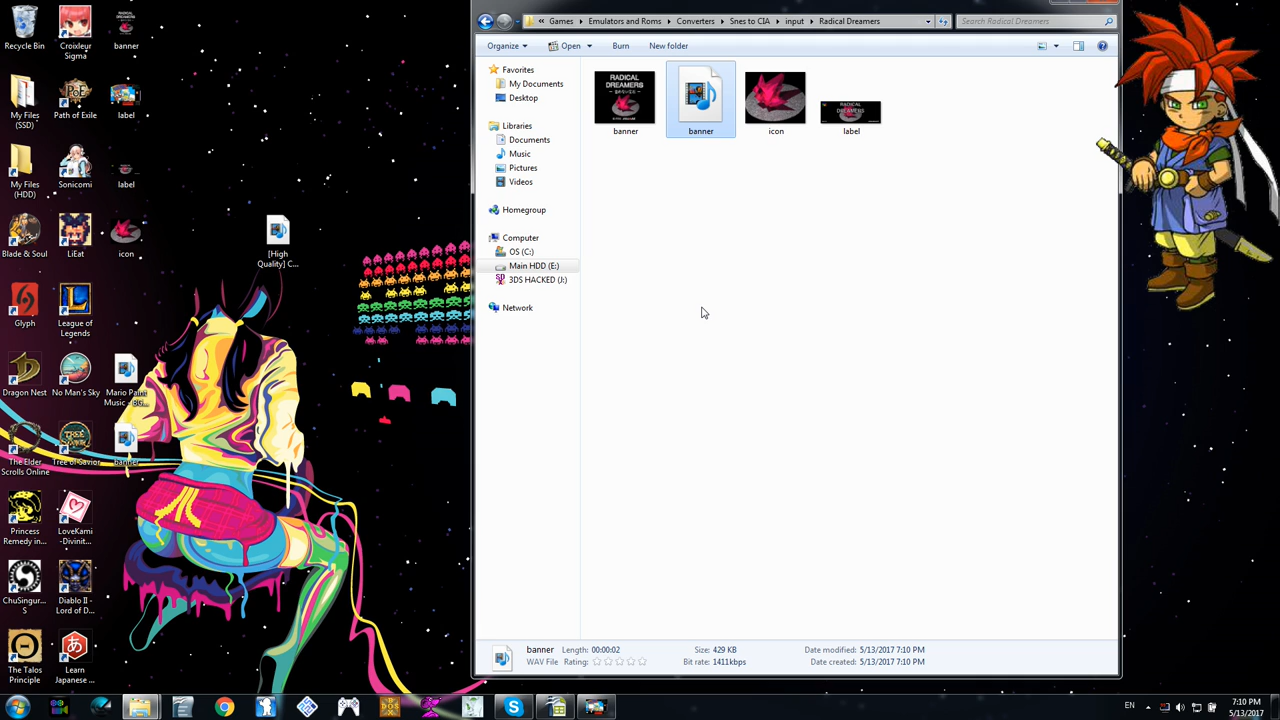 Games
Emulators and Roms
Converters
Snes to CIA
input
Radical Dreamers
Search Radical Dreamers
Organize
Open
Burn
New folder
Favorites
My Documents
Desktop
Libraries
Documents
Music
Pictures
Videos
Homegroup
Computer
OS (C:)
Main HDD (E:)
3DS HACKED (J:)
Network
RADICAL
DREAMERS
banner
banner
icon
RADICAL
DREAMERS
label
Recycle Bin
Croixleur
Sigma
banner
My Files
(SSD)
Path of Exile
label
My Files
(HDD)
Sonicomi
label
Blade & Soul
LiEat
icon
[High
Quality] C...
Glyph
League of
Legends
Dragon Nest
No Man's Sky
Mario Paint
Music - BG...
The Elder
Scrolls Online
Tree of Savior
banner
Princess
Remedy in...
LoveKami
-Divinit...
ChuSingur...
S
Diablo II -
Lord of D...
The Talos
Principle
Learn
Japanese ...
banner
Length: 00:00:02
Size: 429 KB
Date modified: 5/13/2017 7:10 PM
WAV File
Rating:
Bit rate: 1411kbps
Date created: 5/13/2017 7:10 PM
EN
7:10 PM
5/13/2017